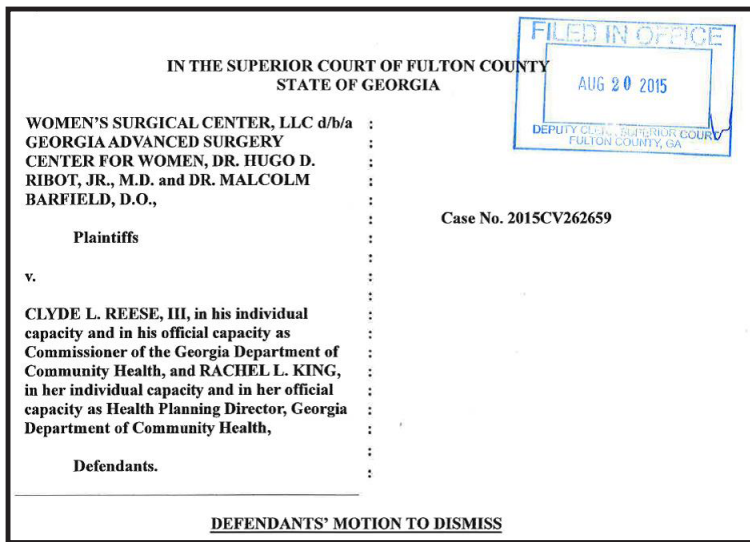 FILED IN OFFICE
AUG 20 2015
DEPUTY CLERK, SUPERIOR COURT
FULTON COUNTY, GA
IN THE SUPERIOR COURT OF FULTON COUNTY
STATE OF GEORGIA
WOMEN'S SURGICAL CENTER, LLC d/b/a :
GEORGIA ADVANCED SURGERY :
CENTER FOR WOMEN, DR. HUGO D. :
RIBOT, JR., M.D. and DR. MALCOLM :
BARFIELD, D.O., :
:
Case No. 2015CV262659
Plaintiffs :
:
v. :
:
CLYDE L. REESE, III, in his individual :
capacity and in his official capacity as :
Commissioner of the Georgia Department of :
Community Health, and RACHEL L. KING, :
in her individual capacity and in her official :
capacity as Health Planning Director, Georgia :
Department of Community Health, :
:
Defendants. :
DEFENDANTS' MOTION TO DISMISS